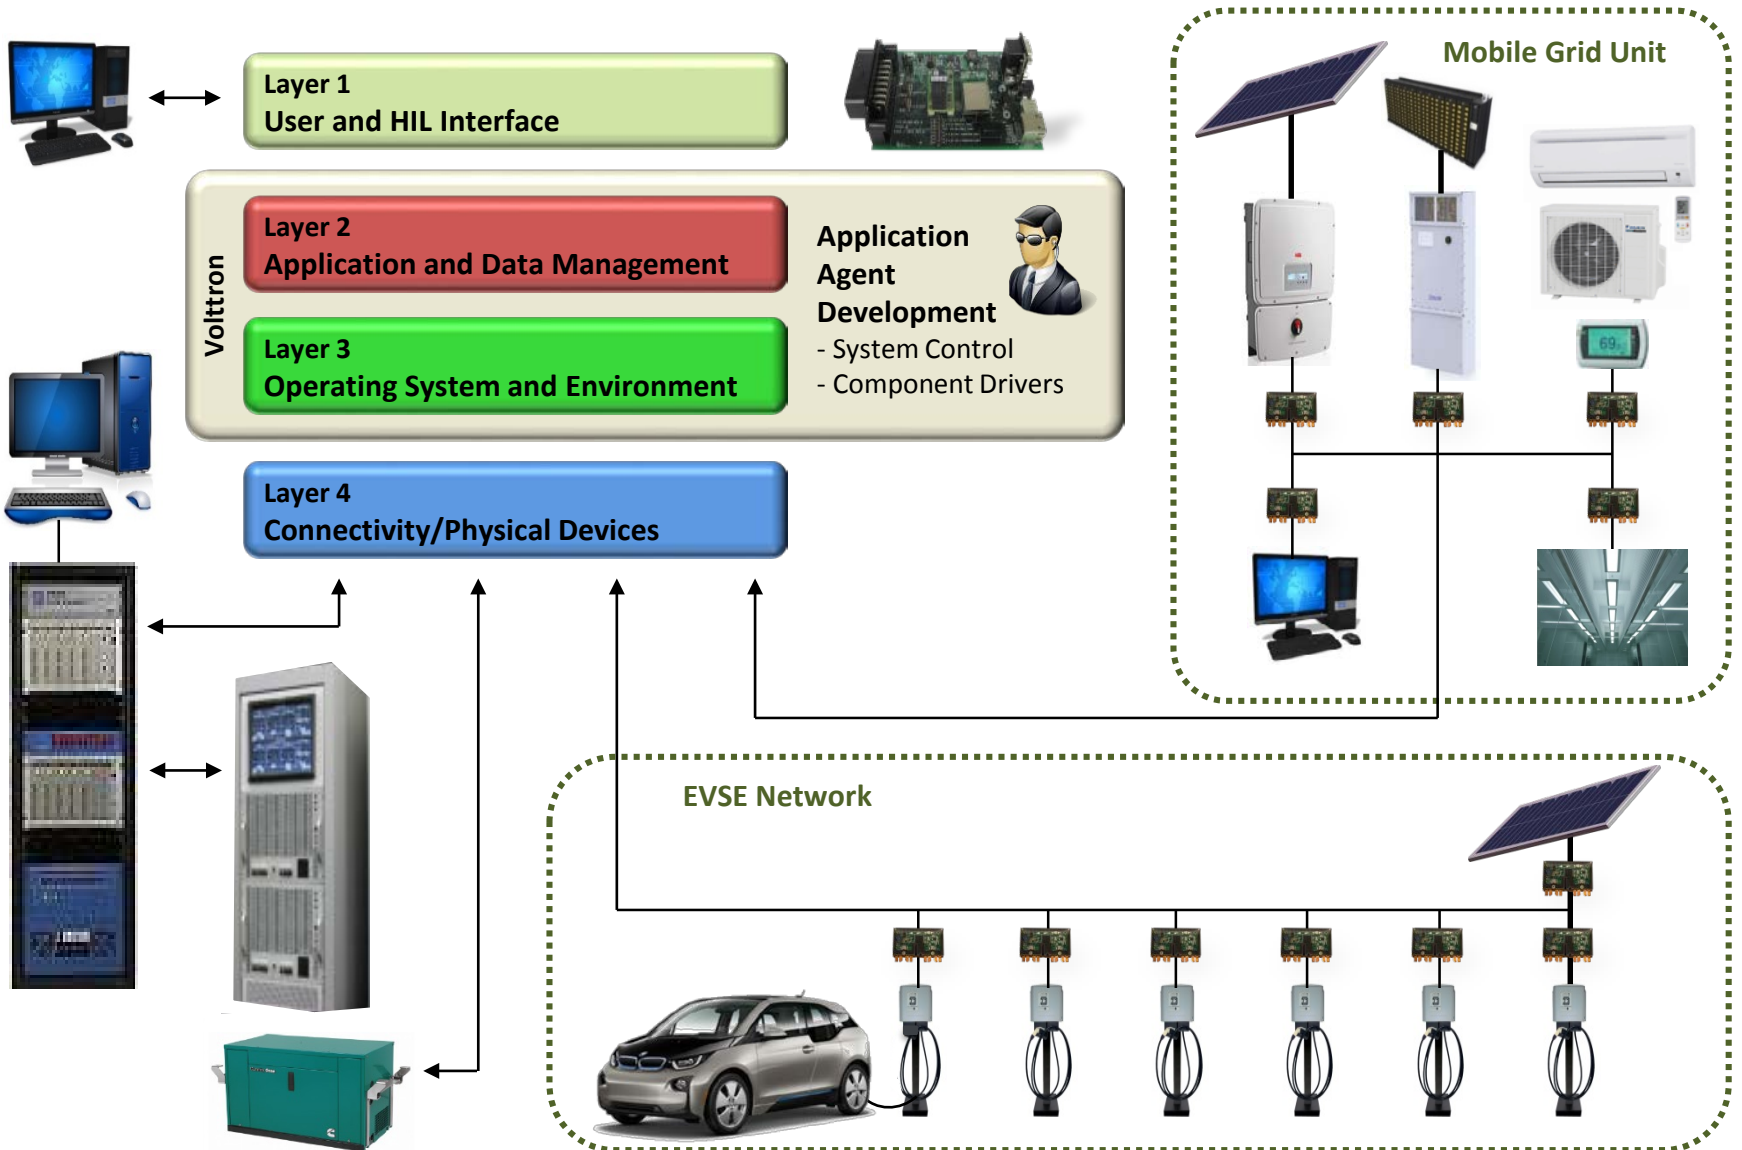 Mobile Grid Unit
Layer 1
User and HIL Interface
Volttron
Layer 2
Application and Data Management
Layer 3
Operating System and Environment
Application
Agent
Development
- System Control
- Component Drivers
69
Layer 4
Connectivity/Physical Devices
EVSE Network